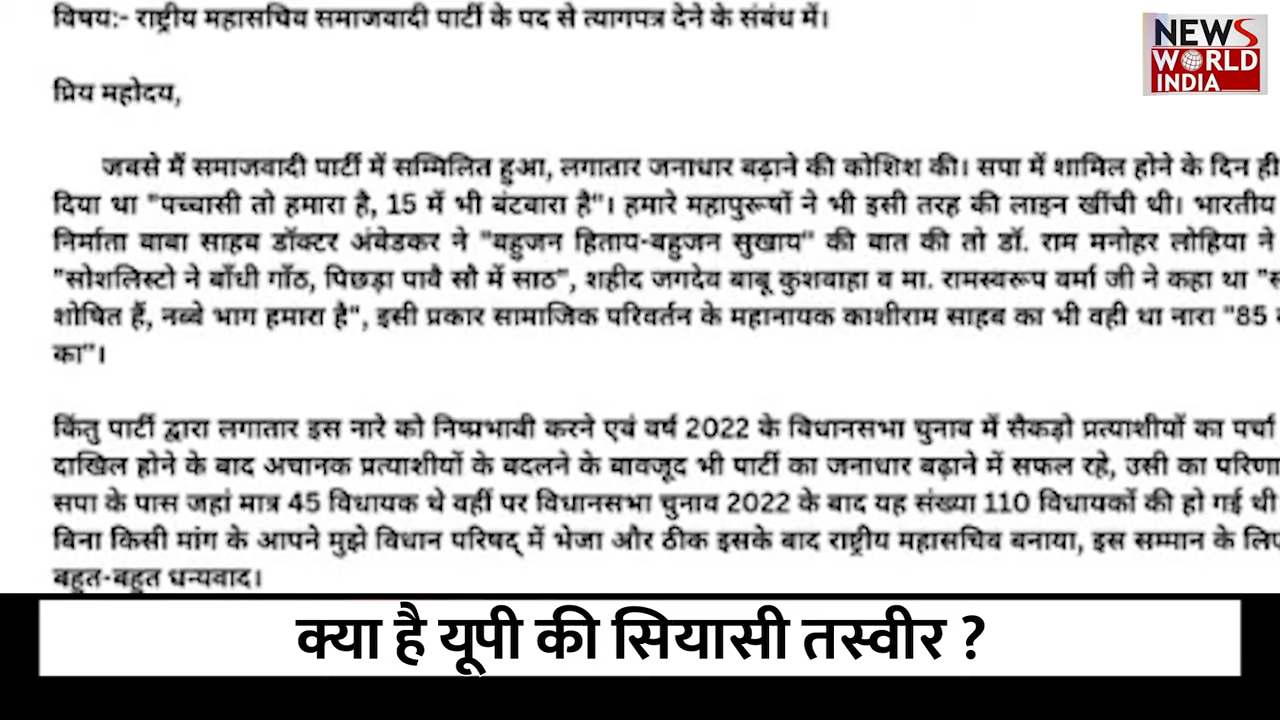 विषय:- राष्ट्रीय महासचिव समाजवादी पार्टी के पद से त्यागपत्र देने के संबंध में।
NEWS
WORLD
INDIA
प्रिय महोदय,
जबसे मैं समाजवादी पार्टी में सम्मिलित हुआ, लगातार जनाधार बढ़ाने की कोशिश की। सपा में शामिल होने के दिन ही
दिया था "पच्चासी तो हमारा है, 15 में भी बंटवारा है"। हमारे महापुरूषों ने भी इसी तरह की लाइन खींची थी। भारतीय
निर्माता बाबा साहब डॉक्टर अंबेडकर ने "बहुजन हिताय-बहुजन सुखाय" की बात की तो डॉ. राम मनोहर लोहिया ने
"सोशलिस्टो ने बाँधी गाँठ, पिछड़ा पावै सौ में साठ", शहीद जगदेव बाबू कुशवाहा व मा. रामस्वरूप वर्मा जी ने कहा था
शोषित हैं, नब्बे भाग हमारा है", इसी प्रकार सामाजिक परिवर्तन के महानायक काशीराम साहब का भी वही था नारा "85
का"।
किंतु पार्टी द्वारा लगातार इस नारे को निष्प्रभावी करने एवं वर्ष 2022 के विधानसभा चुनाव में सैकड़ो प्रत्याशीयों का पर्चा
दाखिल होने के बाद अचानक प्रत्याशीयों के बदलने के बावजूद भी पार्टी का जनाधार बढ़ाने में सफल रहे, उसी का
सपा के पास जहां मात्र 45 विधायक थे वहीं पर विधानसभा चुनाव 2022 के बाद यह संख्या 110 विधायकों की हो गई थी
बिना किसी मांग के आपने मुझे विधान परिषद् में भेजा और ठीक इसके बाद राष्ट्रीय महासचिव बनाया, इस सम्मान के
बहुत-बहुत धन्यवाद।
क्या है यूपी की सियासी तस्वीर ?